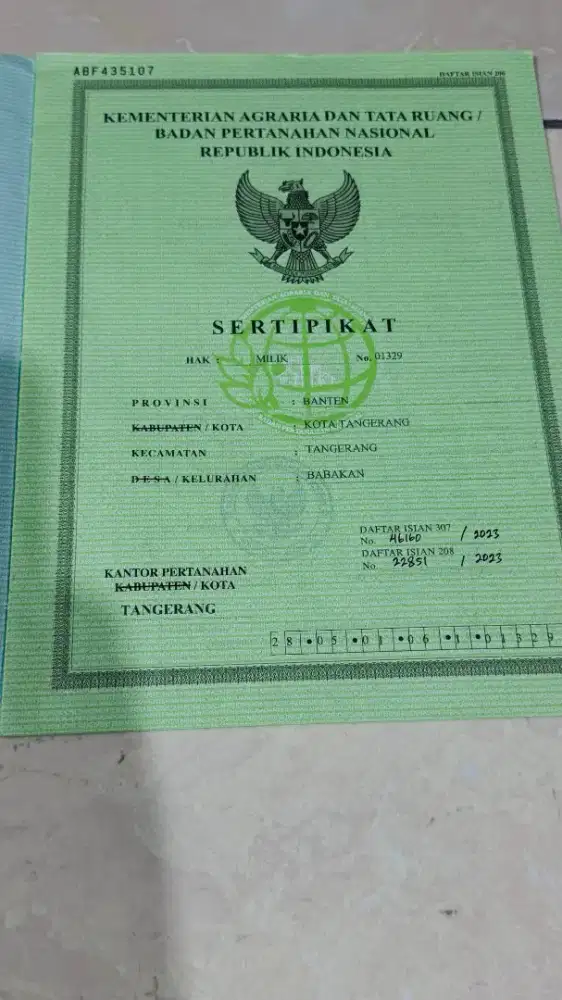 ABF435107
DAFTAR ISIAN 206
KEMENTERIAN AGRARIA DAN TATA RUANG /
BADAN PERTANAHAN NASIONAL
REPUBLIK INDONESIA
SERTIPIKAT
HAK : MILIK No. 01329
PROVINSI : BANTEN
KABUPATEN / KOTA : KOTA TANGERANG
KECAMATAN : TANGERANG
DESA / KELURAHAN : BABAKAN
DAFTAR ISIAN 307
No. 46160 / 2023
DAFTAR ISIAN 208
No. 22851 / 2023
KANTOR PERTANAHAN
KABUPATEN / KOTA
TANGERANG
28•05•01•06•1•01329